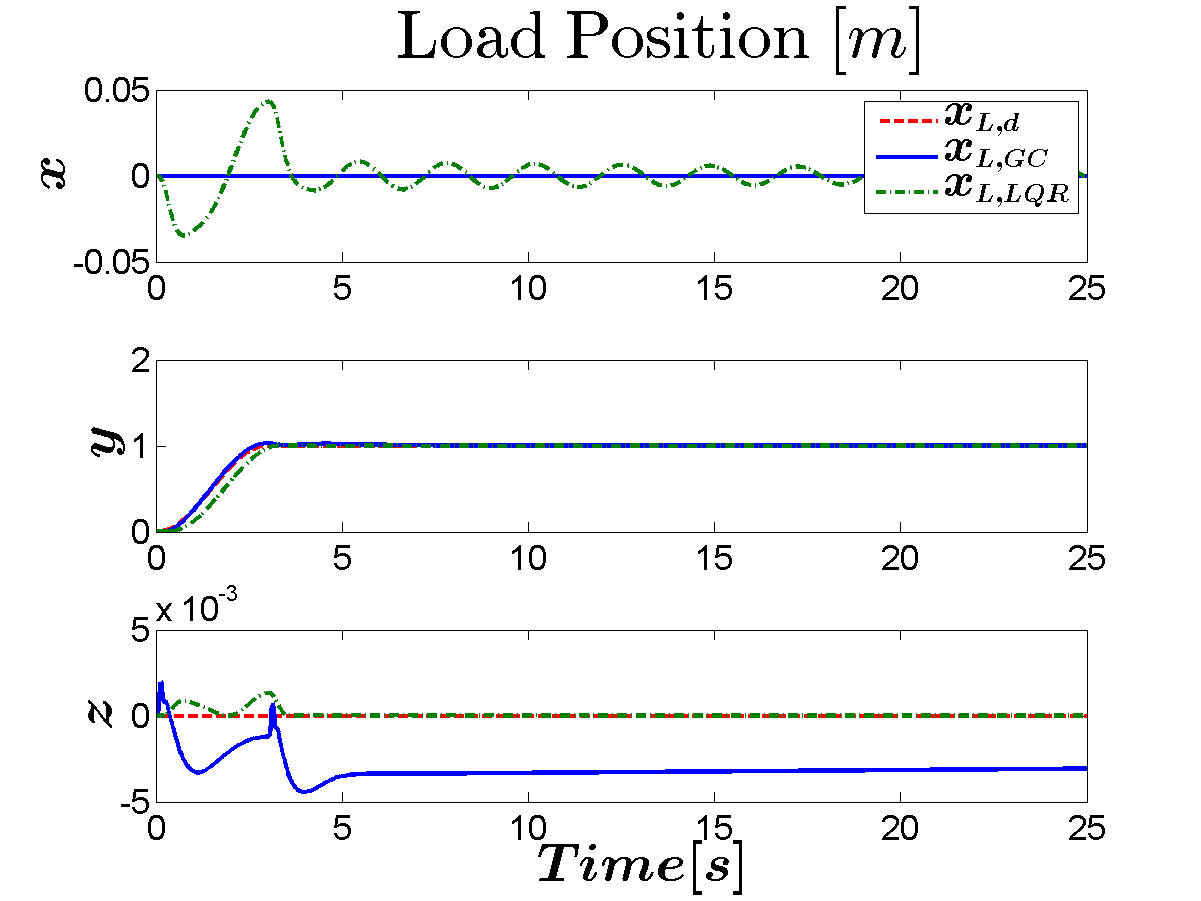 Load Position [m]
0.05
0
-0.05
x
x_{L,d}
x_{L,GC}
x_{L,LQR}
0 5 10 15 20 25
2
1
0
y
0 5 10 15 20 25
x 10^{-3}
5
0
-5
z
0 5 10 15 20 25
Time[s]